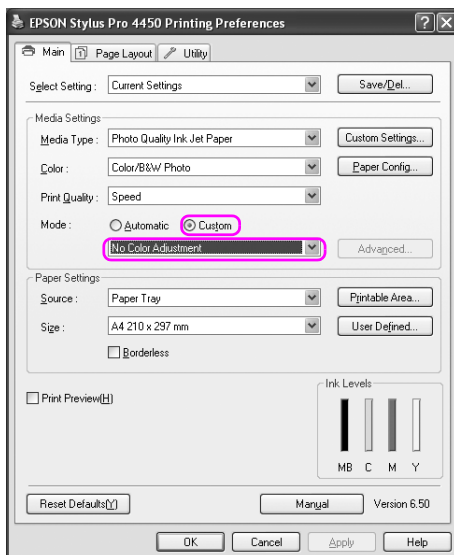 EPSON Stylus Pro 4450 Printing Preferences
Main Page Layout Utility
Select Setting : Current Settings Save/Del...
Media Settings
Media Type : Photo Quality Ink Jet Paper Custom Settings...
Color : Color/B&W Photo Paper Config...
Print Quality : Speed
Mode : Automatic Custom
No Color Adjustment Advanced...
Paper Settings
Source : Paper Tray Printable Area...
Size : A4 210 x 297 mm User Defined...
Borderless
Ink Levels
Print Preview(H)
MB C M Y
Reset Defaults(Y) Manual Version 6.50
OK Cancel Apply Help